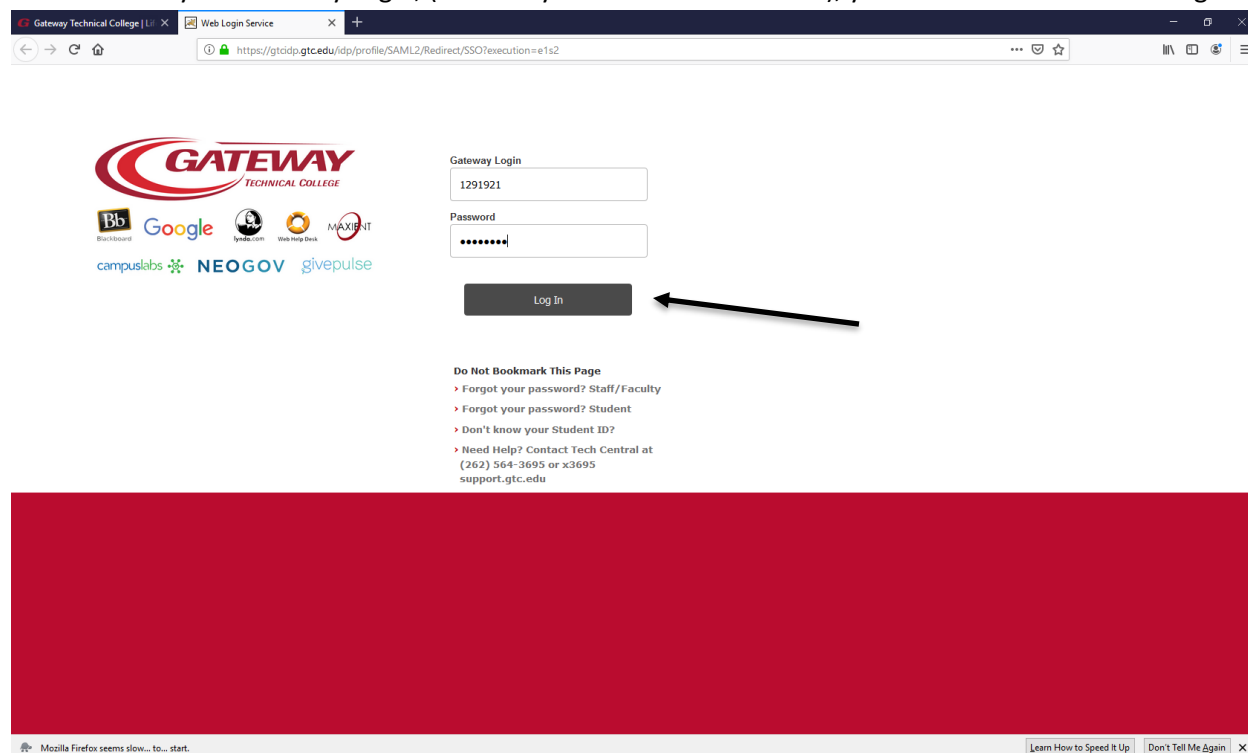 Gateway Technical College | Lif
Web Login Service
https://gtcidp.gtc.edu/idp/profile/SAML2/Redirect/SSO?execution=e1s2
GATEWAY
TECHNICAL COLLEGE
Bb
Blackboard
Google
lynda.com
Web Help Desk
MAXIENT
campuslabs
NEOGOV
givepulse
Gateway Login
1291921
Password
Log In
Do Not Bookmark This Page
› Forgot your password? Staff/Faculty
› Forgot your password? Student
› Don't know your Student ID?
› Need Help? Contact Tech Central at
(262) 564-3695 or x3695
support.gtc.edu
Mozilla Firefox seems slow... to... start.
Learn How to Speed It Up
Don't Tell Me Again